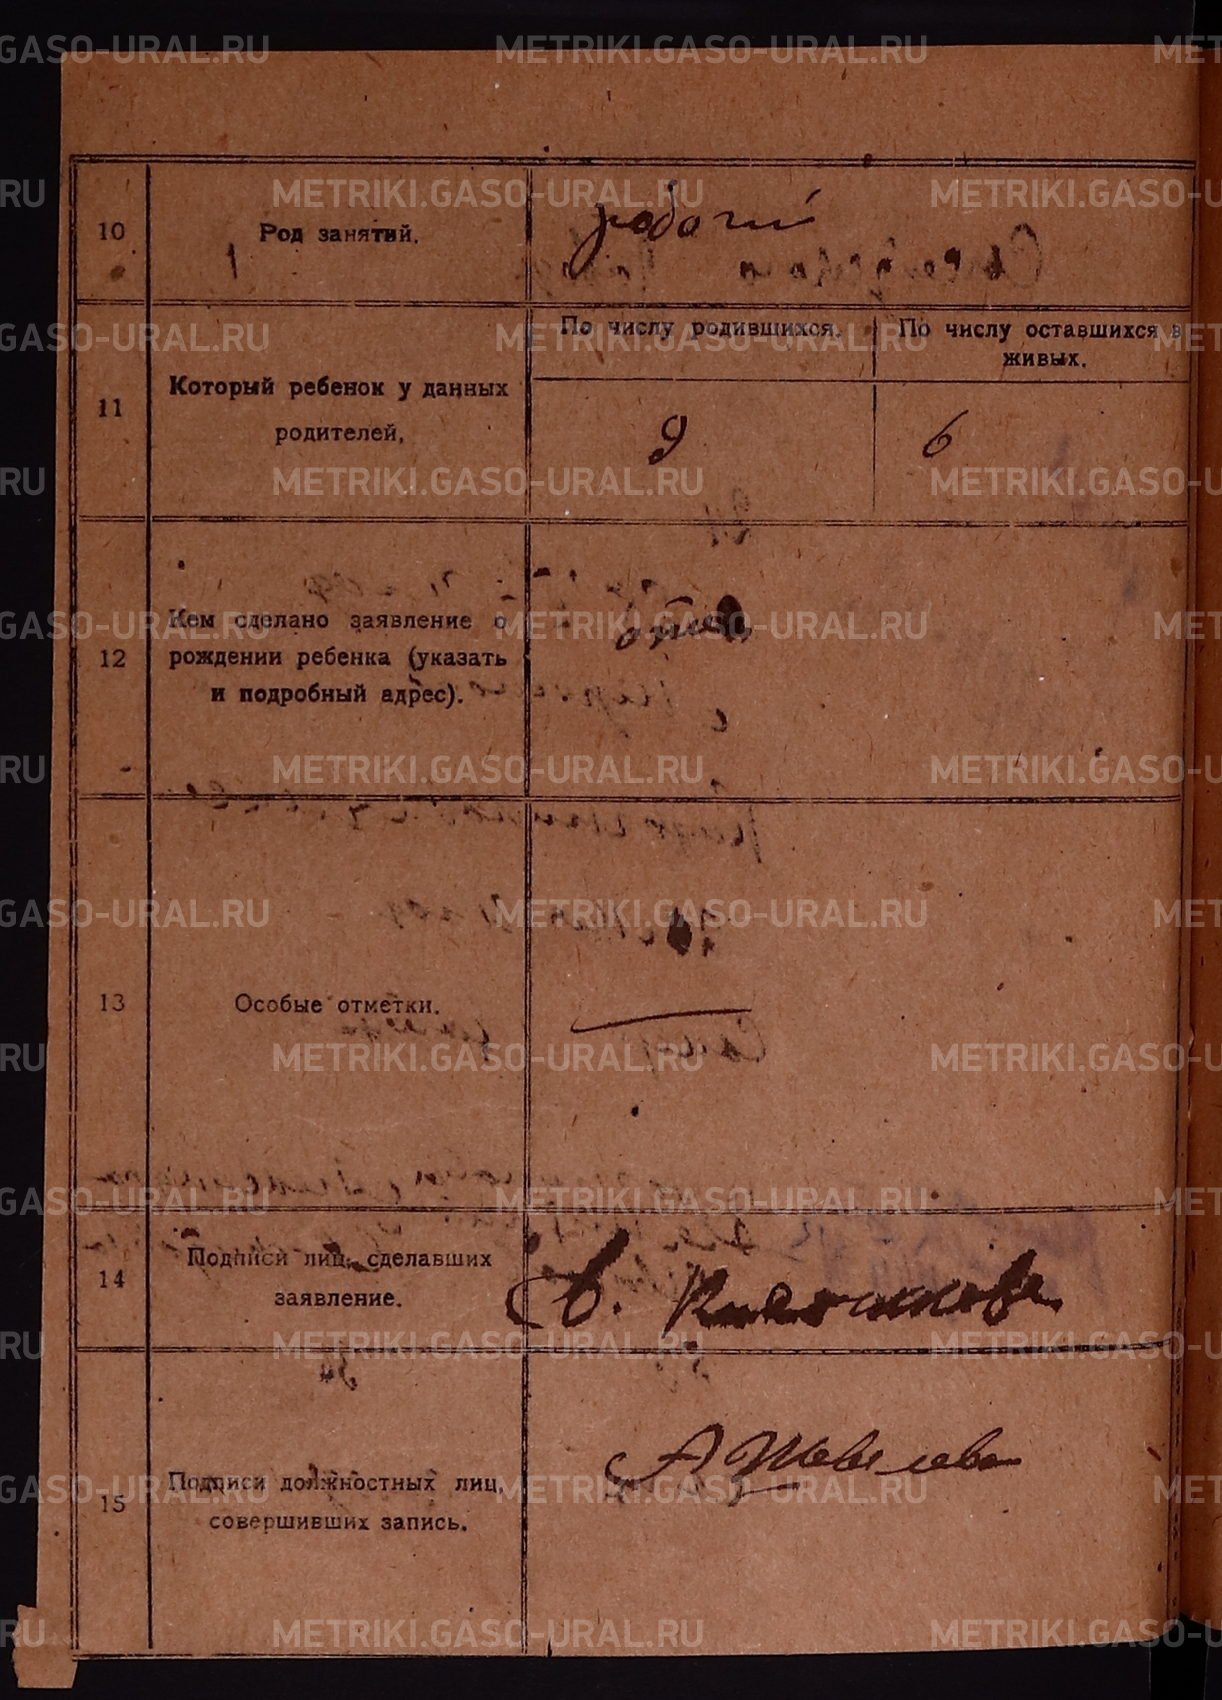 METRIKI.GASO-URAL.RU
10
Род занятий.
рабочий
11
Который ребенок у данных
родителей,
По числу родившихся.
По числу оставшихся в
живых.
9
6
12
Кем сделано заявление о
рождении ребенка (указать
и подробный адрес).
отец
13
Особые отметки.
14
Подписи лиц, сделавших
заявление.
15
Подписи должностных лиц,
совершивших запись.